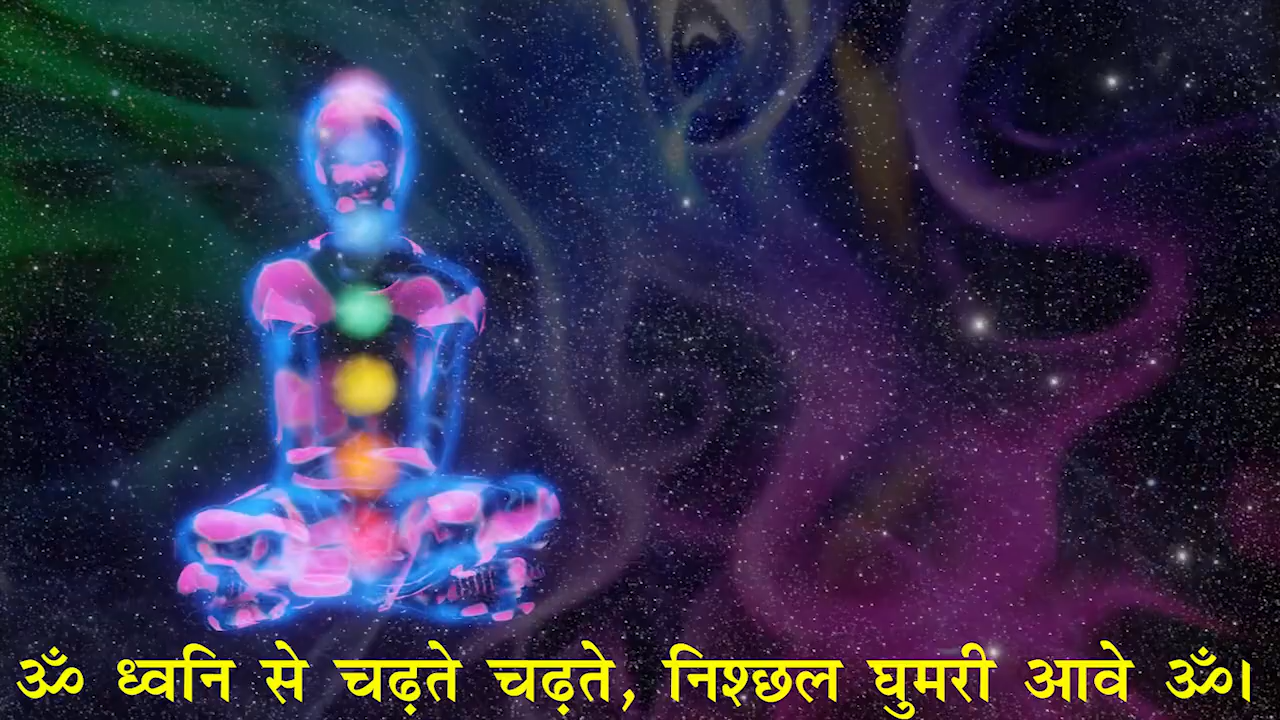 ॐ ध्वनि से चढ़ते चढ़ते, निश्छल घुमरी आवे ॐ।